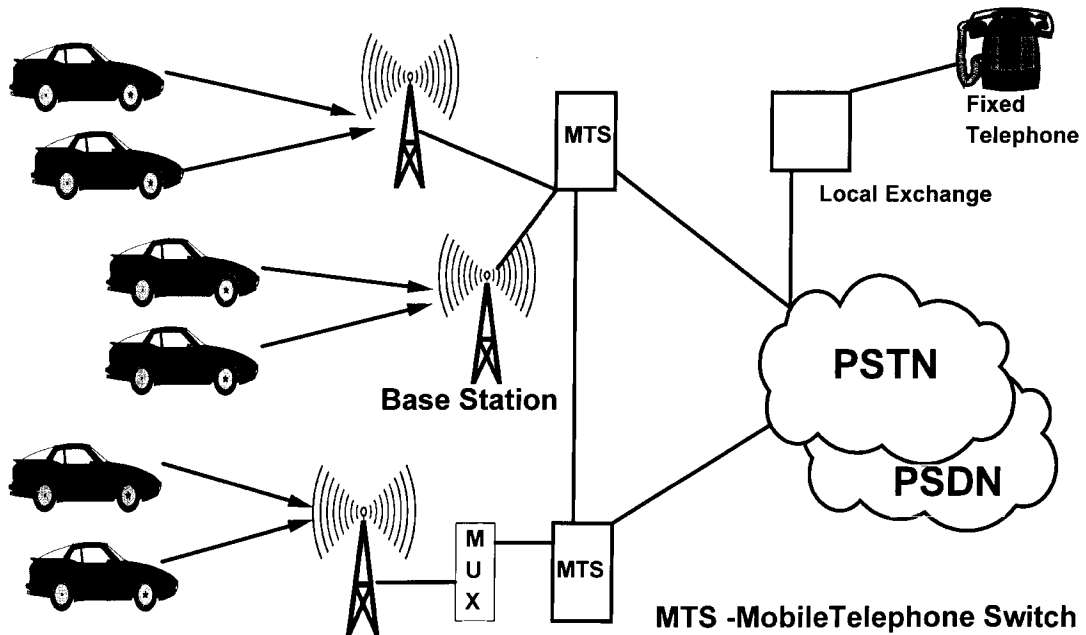 MTS
Fixed
Telephone
Local Exchange
PSTN
Base Station
PSDN
M
U
X
MTS
MTS -MobileTelephone Switch